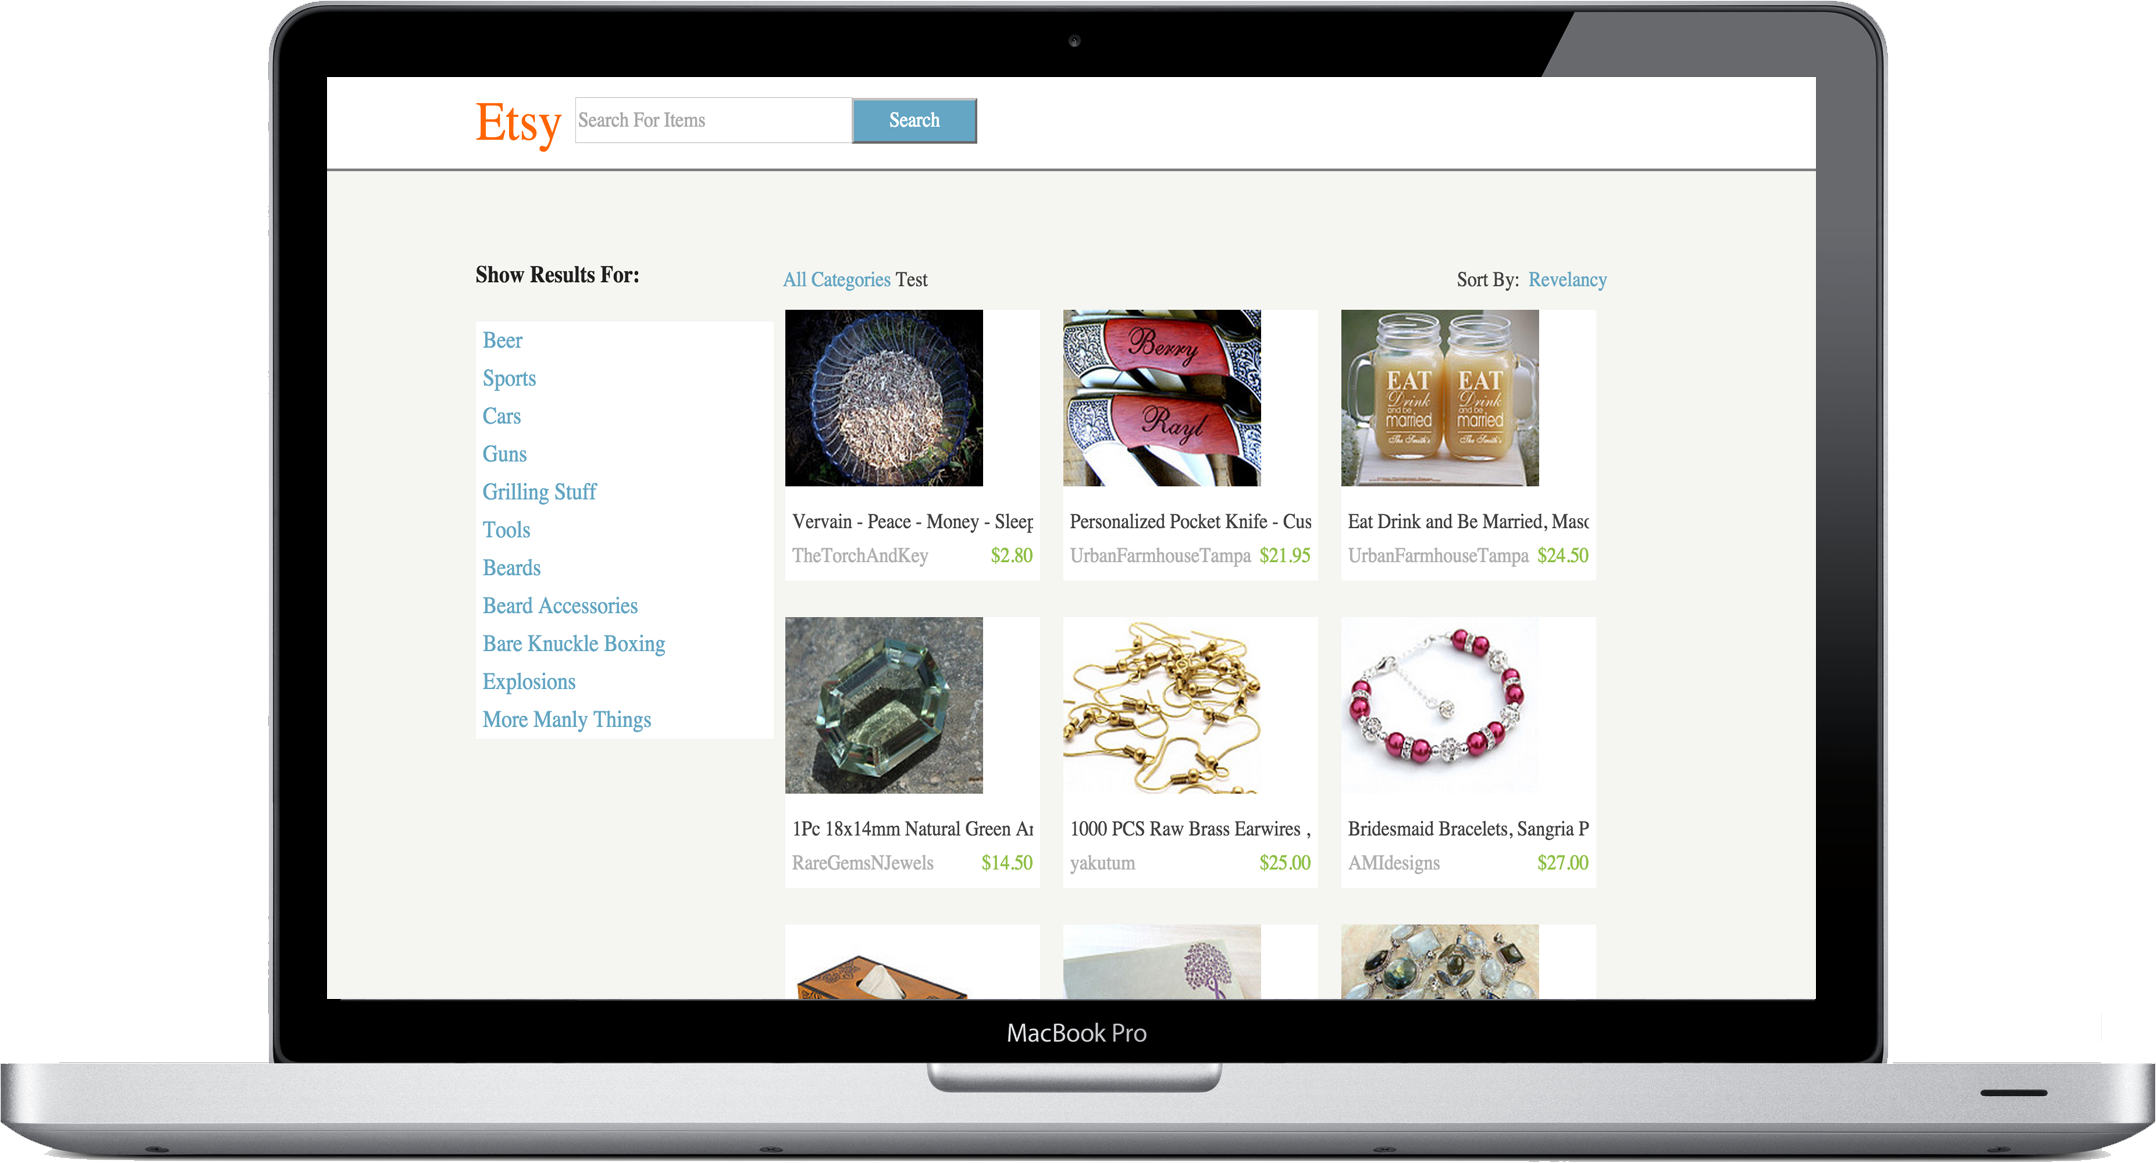 Etsy
Search For Items
Search
Show Results For:
All Categories Test
Sort By: Revelancy
Beer
Sports
Cars
Guns
Grilling Stuff
Tools
Beards
Beard Accessories
Bare Knuckle Boxing
Explosions
More Manly Things
Berry
Rayl
EAT
Drink
and be
married
The Smith's
EAT
Drink
and be
married
The Smith's
Vervain - Peace - Money - Sleep
TheTorchAndKey $2.80
Personalized Pocket Knife - Cus
UrbanFarmhouseTampa $21.95
Eat Drink and Be Married, Maso
UrbanFarmhouseTampa $24.50
1Pc 18x14mm Natural Green Am
RareGemsNJewels $14.50
1000 PCS Raw Brass Earwires ,
yakutum $25.00
Bridesmaid Bracelets, Sangria P
AMIdesigns $27.00
MacBook Pro